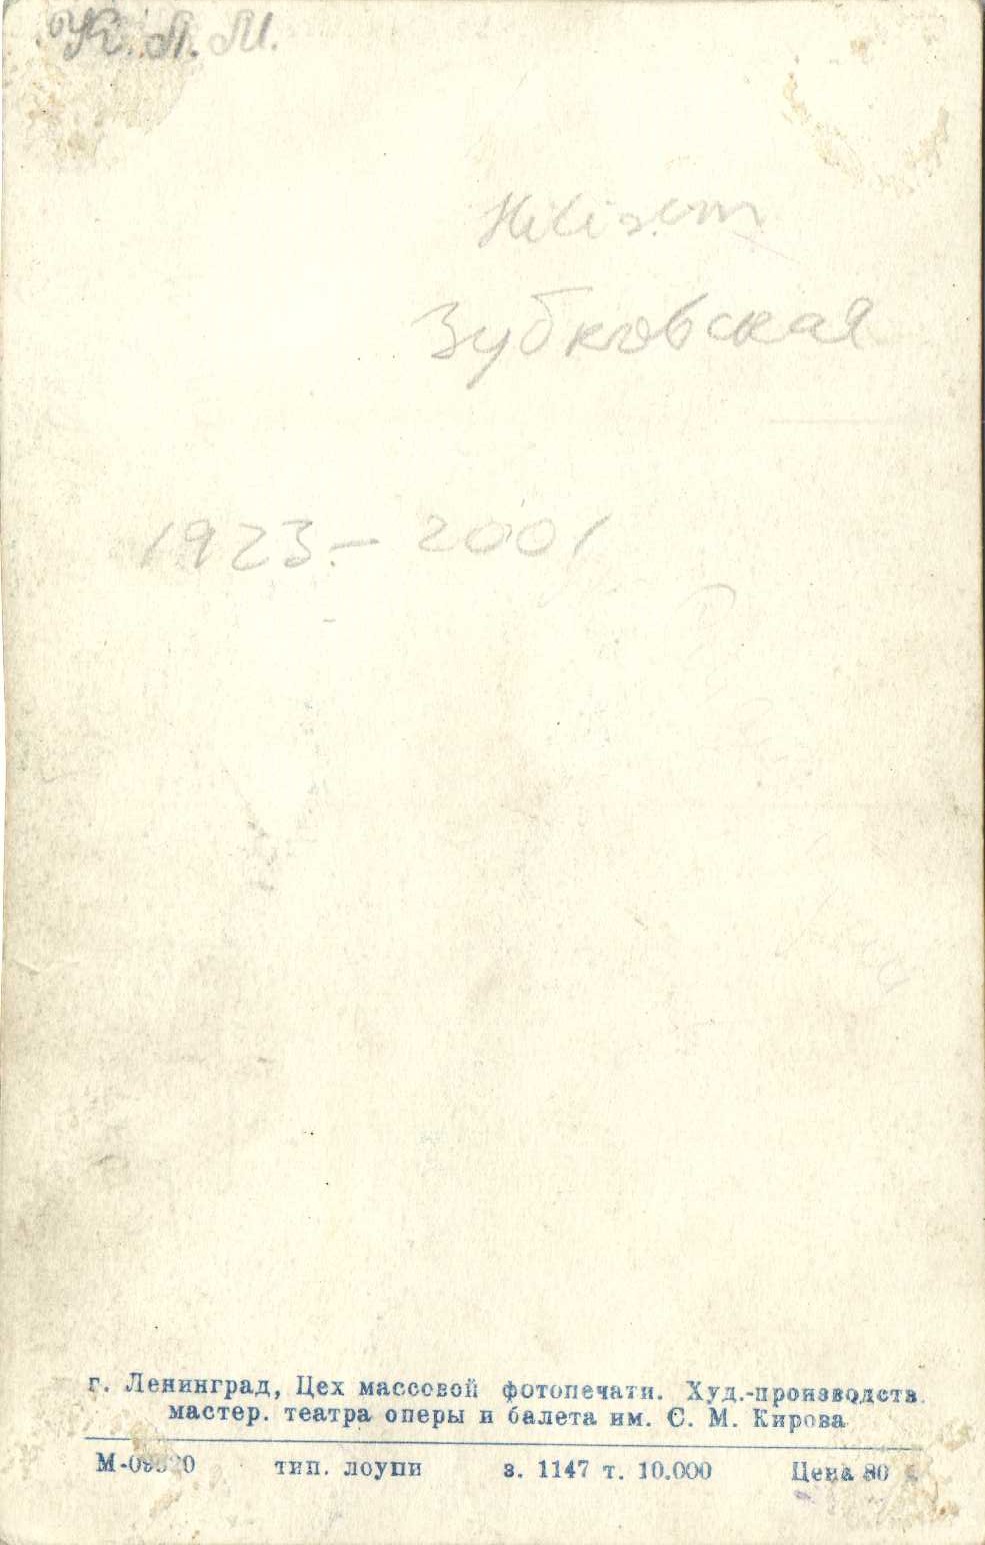 К. Л. М.
Зубковская
1923 - 2001
г. Ленинград, Цех массовой фотопечати. Худ.-производств.
мастер. театра оперы и балета им. С. М. Кирова
тип. лоупи з. 1147 т. 10.000 Цена 80